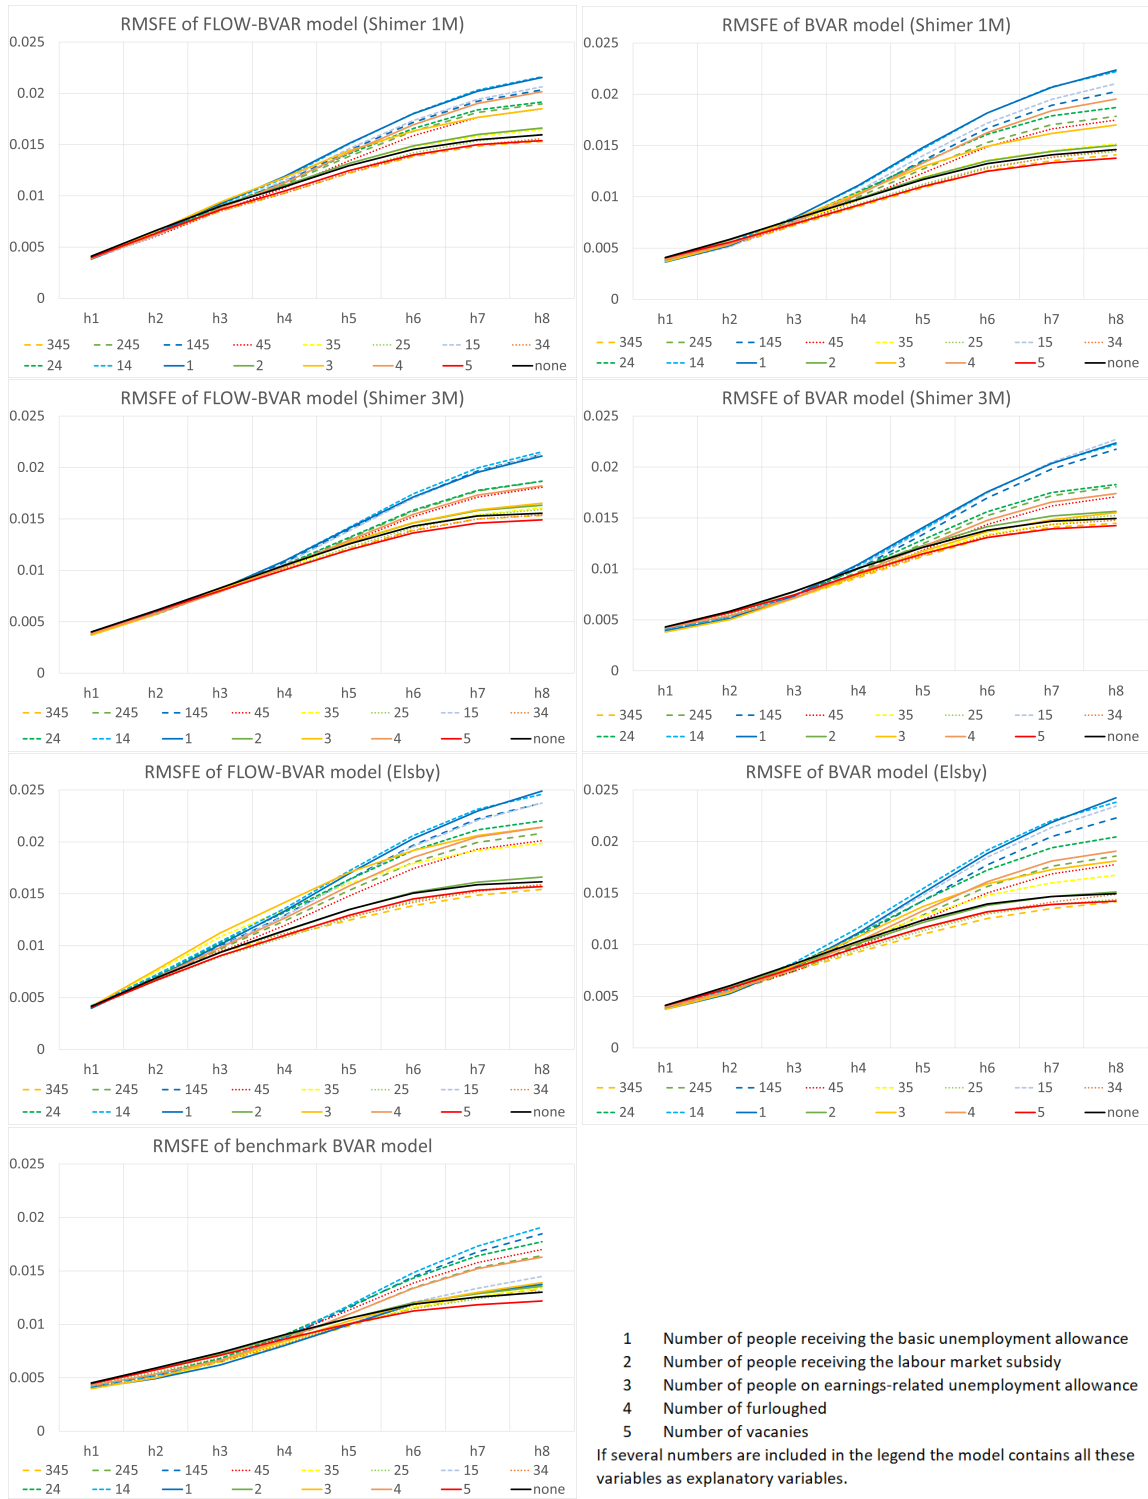 RMSFE of FLOW-BVAR model (Shimer 1M)
0.025
0.02
0.015
0.01
0.005
0
h1 h2 h3 h4 h5 h6 h7 h8
345 245 145 45 35 25 15 34
24 14 1 2 3 4 5 none
RMSFE of BVAR model (Shimer 1M)
0.025
0.02
0.015
0.01
0.005
0
h1 h2 h3 h4 h5 h6 h7 h8
345 245 145 45 35 25 15 34
24 14 1 2 3 4 5 none
RMSFE of FLOW-BVAR model (Shimer 3M)
0.025
0.02
0.015
0.01
0.005
0
h1 h2 h3 h4 h5 h6 h7 h8
345 245 145 45 35 25 15 34
24 14 1 2 3 4 5 none
RMSFE of BVAR model (Shimer 3M)
0.025
0.02
0.015
0.01
0.005
0
h1 h2 h3 h4 h5 h6 h7 h8
345 245 145 45 35 25 15 34
24 14 1 2 3 4 5 none
RMSFE of FLOW-BVAR model (Elsby)
0.025
0.02
0.015
0.01
0.005
0
h1 h2 h3 h4 h5 h6 h7 h8
345 245 145 45 35 25 15 34
24 14 1 2 3 4 5 none
RMSFE of BVAR model (Elsby)
0.025
0.02
0.015
0.01
0.005
0
h1 h2 h3 h4 h5 h6 h7 h8
345 245 145 45 35 25 15 34
24 14 1 2 3 4 5 none
RMSFE of benchmark BVAR model
0.025
0.02
0.015
0.01
0.005
0
h1 h2 h3 h4 h5 h6 h7 h8
345 245 145 45 35 25 15 34
24 14 1 2 3 4 5 none
1 Number of people receiving the basic unemployment allowance
2 Number of people receiving the labour market subsidy
3 Number of people on earnings-related unemployment allowance
4 Number of furloughed
5 Number of vacanies
If several numbers are included in the legend the model contains all these
variables as explanatory variables.